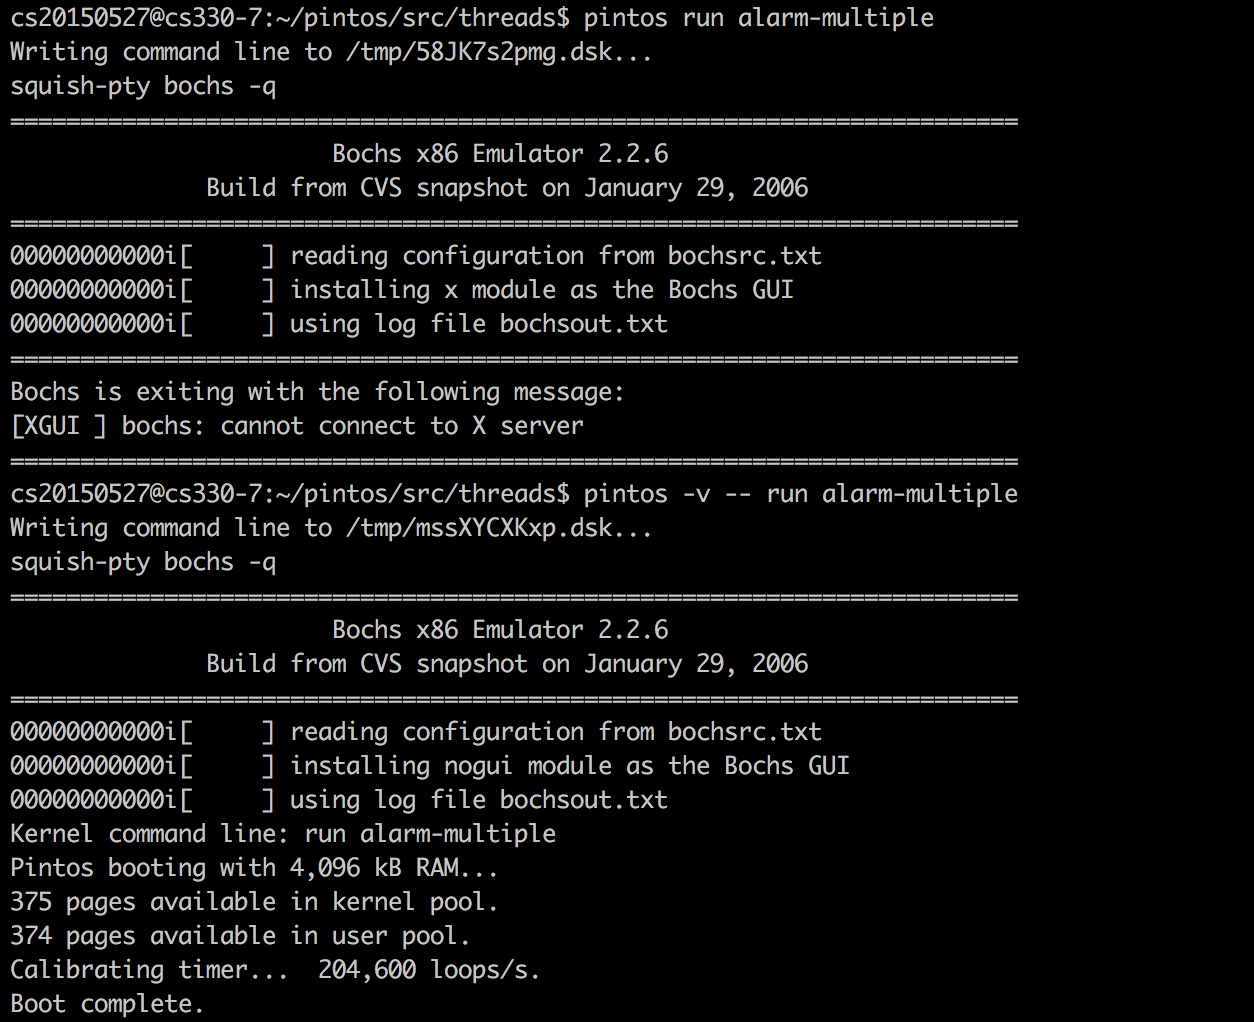 cs20150527@cs330-7:~/pintos/src/threads$ pintos run alarm-multiple
Writing command line to /tmp/58JK7s2pmg.dsk...
squish-pty bochs -q
========================================================================
                       Bochs x86 Emulator 2.2.6
              Build from CVS snapshot on January 29, 2006
========================================================================
00000000000i[     ] reading configuration from bochsrc.txt
00000000000i[     ] installing x module as the Bochs GUI
00000000000i[     ] using log file bochsout.txt
========================================================================
Bochs is exiting with the following message:
[XGUI ] bochs: cannot connect to X server
========================================================================
cs20150527@cs330-7:~/pintos/src/threads$ pintos -v -- run alarm-multiple
Writing command line to /tmp/mssXYCXKxp.dsk...
squish-pty bochs -q
========================================================================
                       Bochs x86 Emulator 2.2.6
              Build from CVS snapshot on January 29, 2006
========================================================================
00000000000i[     ] reading configuration from bochsrc.txt
00000000000i[     ] installing nogui module as the Bochs GUI
00000000000i[     ] using log file bochsout.txt
Kernel command line: run alarm-multiple
Pintos booting with 4,096 kB RAM...
375 pages available in kernel pool.
374 pages available in user pool.
Calibrating timer...  204,600 loops/s.
Boot complete.